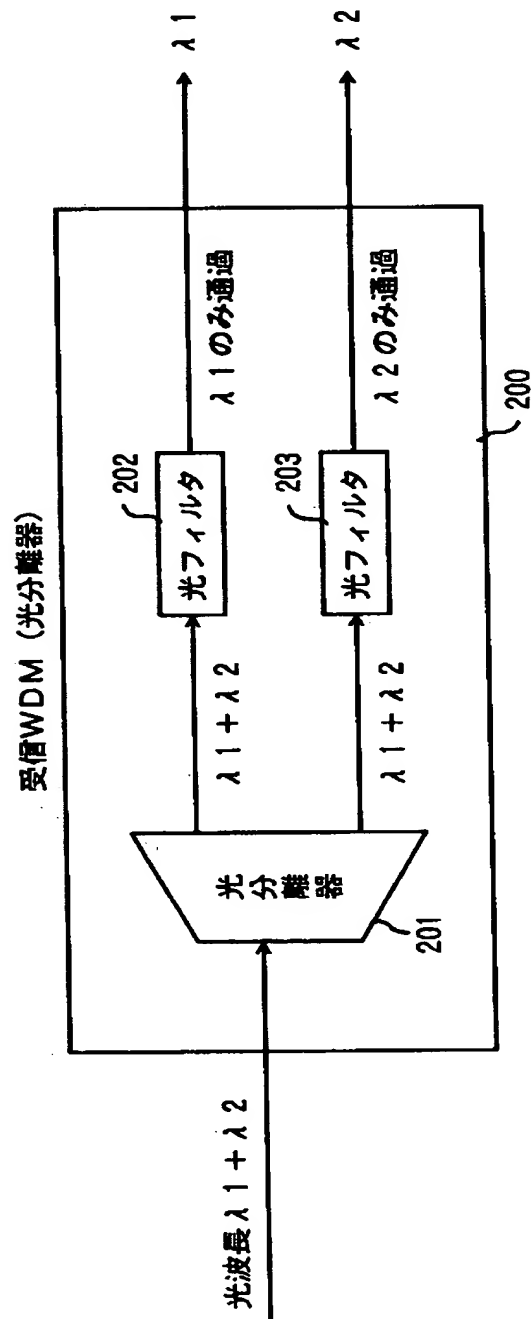 受信WDM (光分離器)
光波長 λ1+λ2
光分離器
201
λ1+λ2
λ1+λ2
202
光フィルタ
203
光フィルタ
λ1のみ通過
λ2のみ通過
200
λ1
λ2